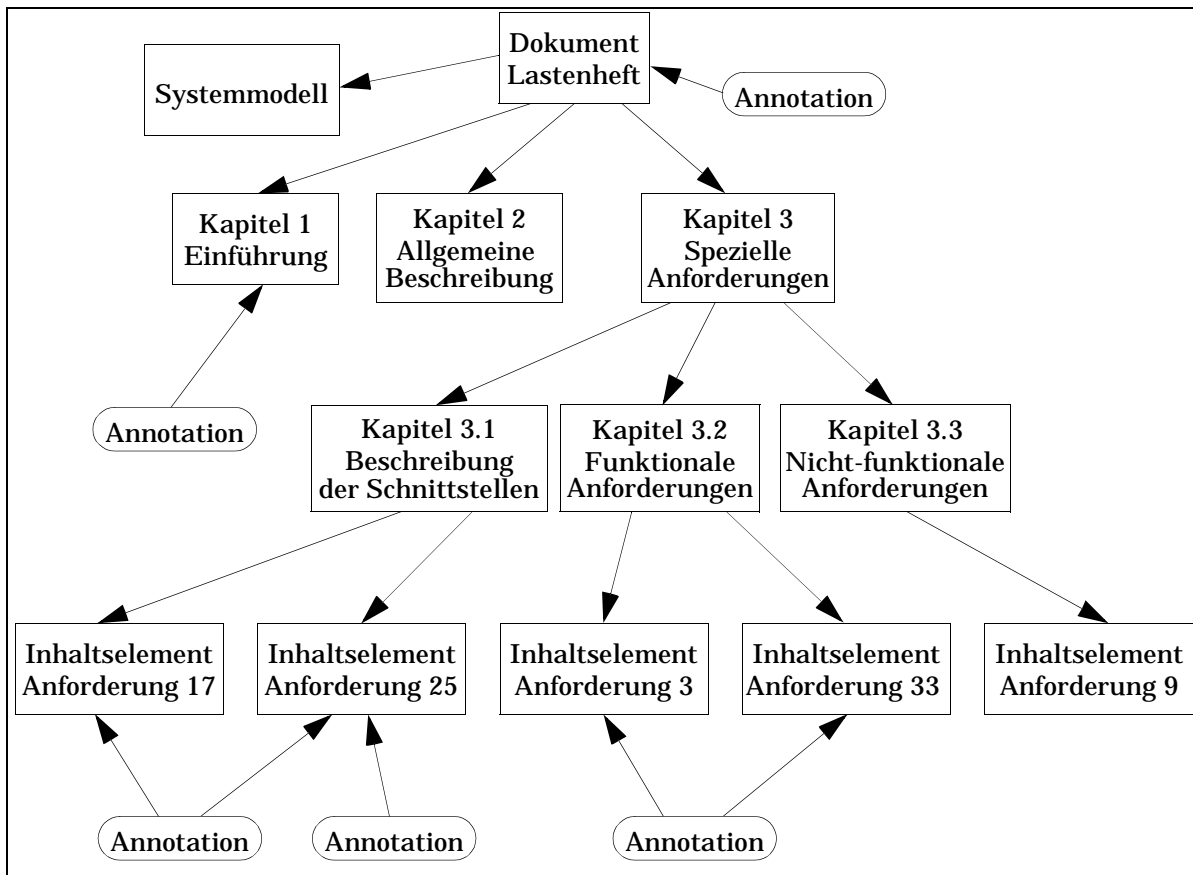 Dokument
Lastenheft
Systemmodell
Annotation
Kapitel 1
Einführung
Kapitel 2
Allgemeine
Beschreibung
Kapitel 3
Spezielle
Anforderungen
Annotation
Kapitel 3.1
Beschreibung
der Schnittstellen
Kapitel 3.2
Funktionale
Anforderungen
Kapitel 3.3
Nicht-funktionale
Anforderungen
Inhaltselement
Anforderung 17
Inhaltselement
Anforderung 25
Inhaltselement
Anforderung 3
Inhaltselement
Anforderung 33
Inhaltselement
Anforderung 9
Annotation
Annotation
Annotation